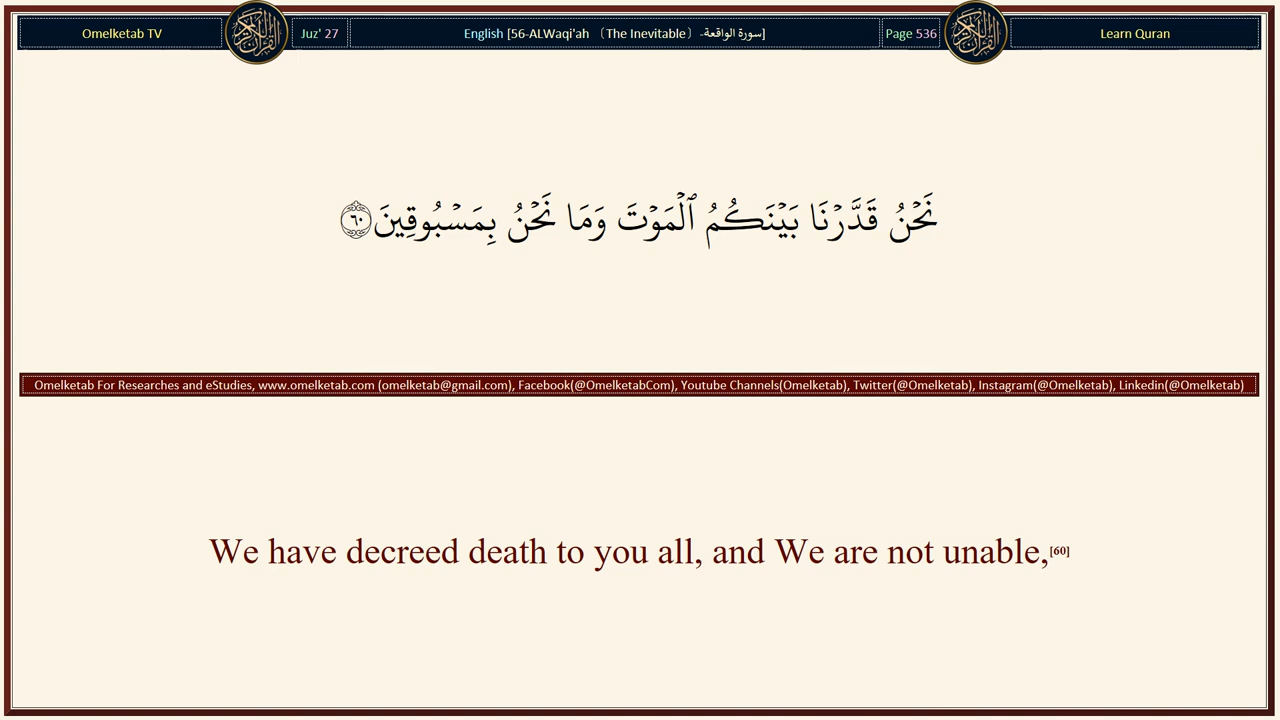 Omelketab TV
Juz' 27
English [56-ALWaqi'ah (The Inevitable) -سورة الواقعة]
Page 536
Learn Quran
نَحۡنُ قَدَّرۡنَا بَيۡنَكُمُ ٱلۡمَوۡتَ وَمَا نَحۡنُ بِمَسۡبُوقِينَ ٦٠
Omelketab For Researches and eStudies, www.omelketab.com (omelketab@gmail.com), Facebook(@OmelketabCom), Youtube Channels(Omelketab), Twitter(@Omelketab), Instagram(@Omelketab), Linkedin(@Omelketab)
We have decreed death to you all, and We are not unable,[60]